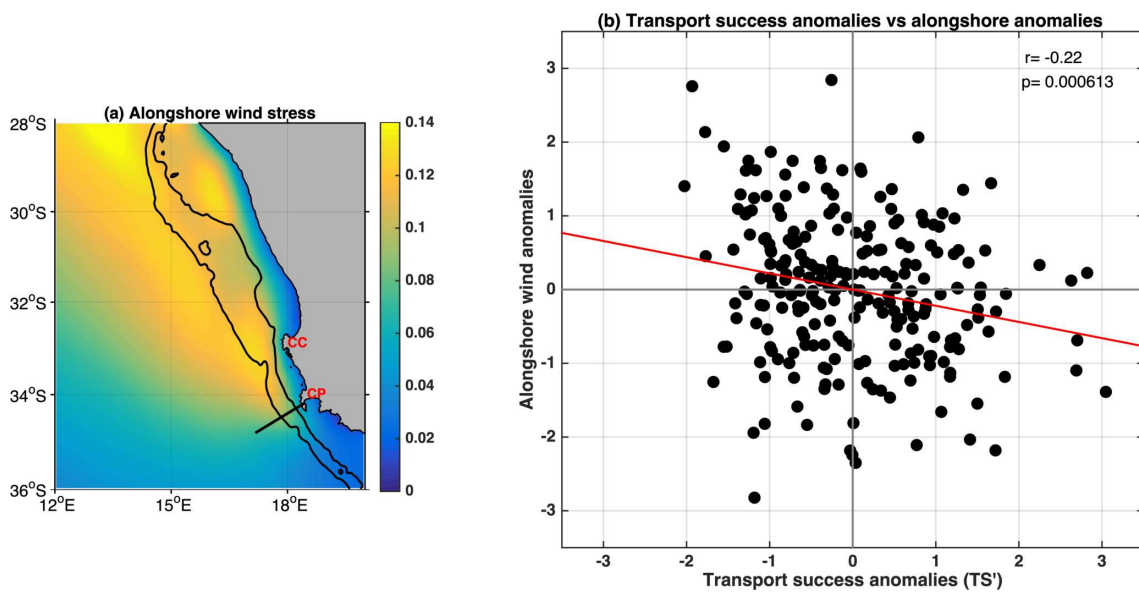 (a) Alongshore wind stress
28°S
30°S
32°S
34°S
36°S
12°E
15°E
18°E
CC
CP
0.14
0.12
0.1
0.08
0.06
0.04
0.02
0
(b) Transport success anomalies vs alongshore anomalies
r= -0.22
p= 0.000613
Alongshore wind anomalies
3
2
1
0
-1
-2
-3
-3
-2
-1
0
1
2
3
Transport success anomalies (TS')